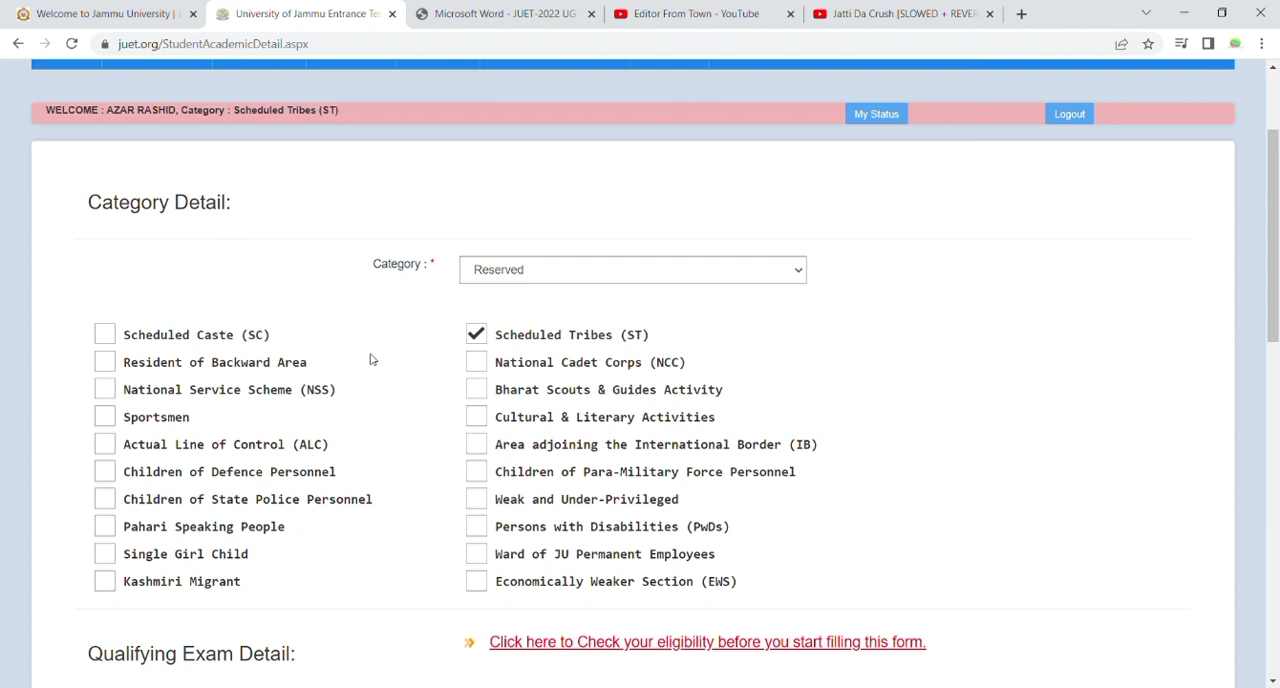 Welcome to Jammu University | J
University of Jammu Entrance Te
Microsoft Word - JUET-2022 UG
Editor From Town - YouTube
Jatti Da Crush [SLOWED + REVER
juet.org/StudentAcademicDetail.aspx
WELCOME : AZAR RASHID, Category : Scheduled Tribes (ST)
My Status
Logout
Category Detail:
Category : *
Reserved
Scheduled Caste (SC)
Scheduled Tribes (ST)
Resident of Backward Area
National Cadet Corps (NCC)
National Service Scheme (NSS)
Bharat Scouts & Guides Activity
Sportsmen
Cultural & Literary Activities
Actual Line of Control (ALC)
Area adjoining the International Border (IB)
Children of Defence Personnel
Children of Para-Military Force Personnel
Children of State Police Personnel
Weak and Under-Privileged
Pahari Speaking People
Persons with Disabilities (PwDs)
Single Girl Child
Ward of JU Permanent Employees
Kashmiri Migrant
Economically Weaker Section (EWS)
Click here to Check your eligibility before you start filling this form.
Qualifying Exam Detail: